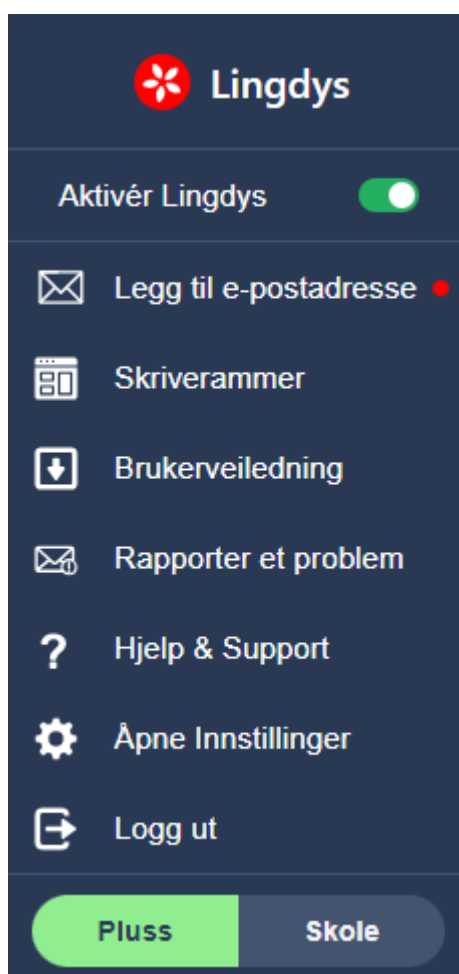 Lingdys
Aktivér Lingdys
Legg til e-postadresse
Skriverammer
Brukerveiledning
Rapporter et problem
? Hjelp & Support
Åpne Innstillinger
Logg ut
Pluss Skole